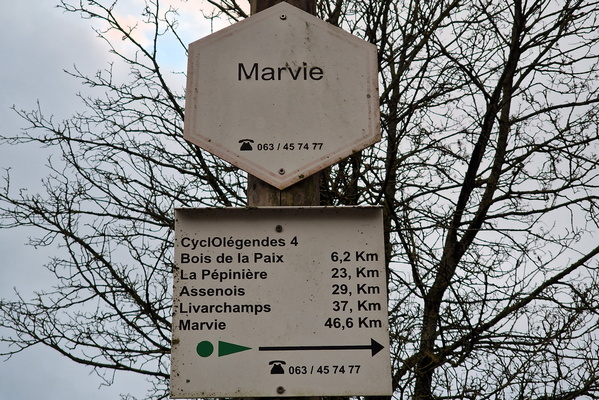 Marvie
063 / 45 74 77
CyclOlégendes 4
Bois de la Paix 6,2 Km
La Pépinière 23, Km
Assenois 29, Km
Livarchamps 37, Km
Marvie 46,6 Km
063 / 45 74 77